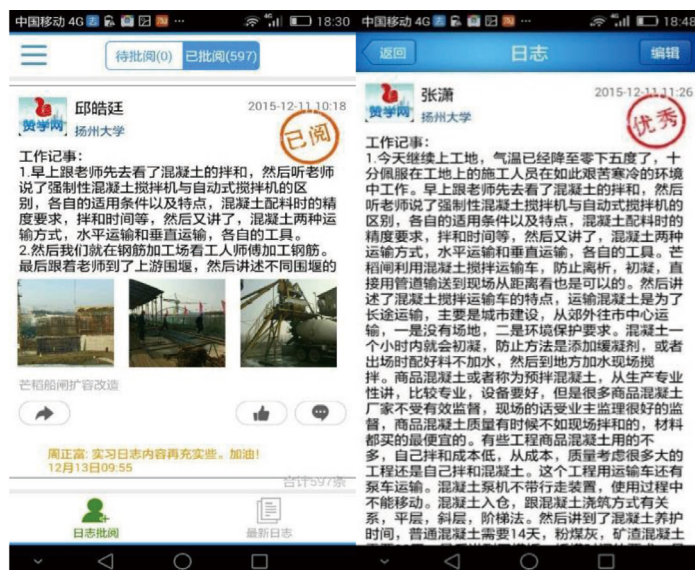 中国移动 4G 18:30
待批阅(0) 已批阅(597)
赞学网
邱皓廷
2015-12-11 10:18
扬州大学
已阅
工作记事:
1.早上跟老师先去看了混凝土的拌和，然后听老师
说了强制性混凝土搅拌机与自动式搅拌机的区
别，各自的适用条件以及特点，混凝土配料时的精
度要求，拌和时间等，然后又讲了，混凝土两种运
输方式，水平运输和垂直运输，各自的工具。
2.然后我们就在钢筋加工场看工人师傅加工钢筋。
最后跟着老师到了上游围堰，然后讲述不同围堰的
芒稻船闸扩容改造
周正富: 实习日志内容再充实些。加油!
12月13日09:55
合计597条
日志批阅
最新日志
中国移动 4G 18:48
返回
日志
编辑
赞学网
张潇
2015-12-11 11:26
扬州大学
优秀
工作记事:
1.今天继续上工地，气温已经降至零下五度了，十
分佩服在工地上的施工人员在如此艰苦寒冷的环境
中工作。早上跟老师先去看了混凝土的拌和，然后
听老师说了强制性混凝土搅拌机与自动式搅拌机的
区别，各自的适用条件以及特点，混凝土配料时的
精度要求，拌和时间等，然后又讲了，混凝土两种
运输方式，水平运输和垂直运输，各自的工具。芒
稻闸利用混凝土搅拌运输车，防止离析，初凝，直
接用管道输送到现场从距离看也是可以的。然后讲
述了混凝土搅拌运输车的特点，运输混凝土是为了
长途运输，主要是城市建设，从郊外往市中心运
输，一是没有场地，二是环境保护要求。混凝土一
个小时内就会初凝，防止方法是添加缓凝剂，或者
出场时配好料不加水，然后到地方加水现场搅
拌。商品混凝土或者称为预拌混凝土，从生产专业
性讲，比较专业，设备要好，但是很多商品混凝土
厂家不受有效监督，现场的话受业主监理很好的监
督，商品混凝土质量有时候不如现场拌和的，材料
都买的最便宜的。有些工程商品混凝土用的不
多，自己拌和成本低，从成本，质量考虑很多大的
工程还是自己拌和混凝土。这个工程用运输车还有
泵车运输。混凝土泵机不带行走装置，使用过程中
不能移动。混凝土入仓，跟混凝土浇筑方式有关
系，平层，斜层，阶梯法。然后讲到了混凝土养护
时间，普通混凝土需要14天，粉煤灰，矿渣混凝土